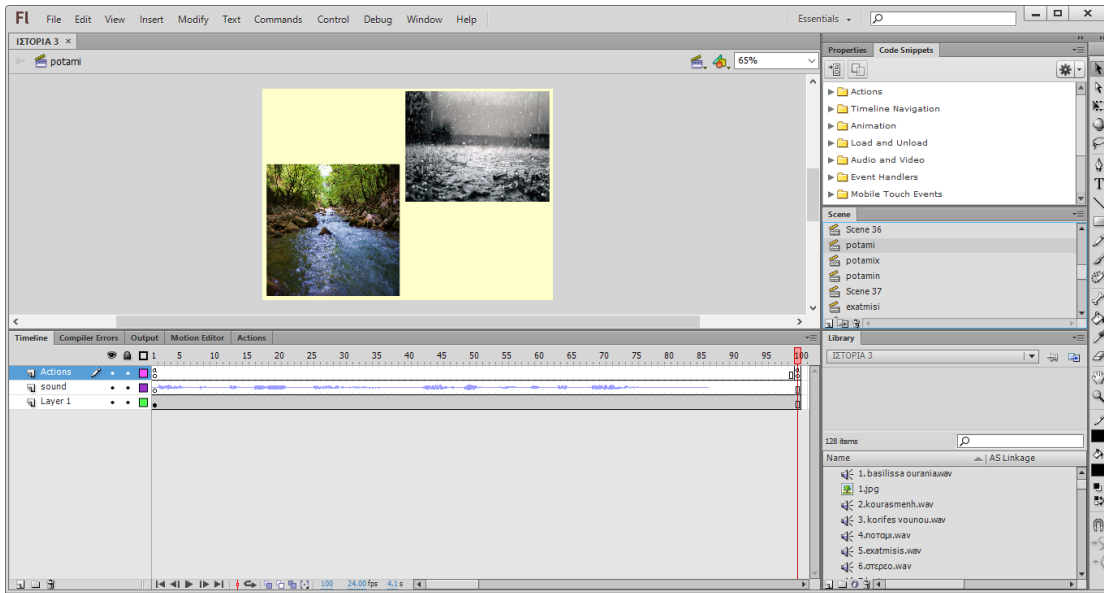 Fl File Edit View Insert Modify Text Commands Control Debug Window Help Essentials
ΙΣΤΟΡΙΑ 3 ×
potami 65%
Properties Code Snippets
Actions
Timeline Navigation
Animation
Load and Unload
Audio and Video
Event Handlers
Mobile Touch Events
Scene
Scene 36
potami
potamix
potamin
Scene 37
exatmisi
Timeline Compiler Errors Output Motion Editor Actions
1 5 10 15 20 25 30 35 40 45 50 55 60 65 70 75 80 85 90 95 100
Actions
sound
Layer 1
100 24,00 fps 4,1 s
Library
ΙΣΤΟΡΙΑ 3
128 items
Name AS Linkage
1. basilissa ourania.wav
1.jpg
2.kourasmenh.wav
3. korifes vounou.wav
4.ποταμι.wav
5.exatmisis.wav
6.στερεο.wav